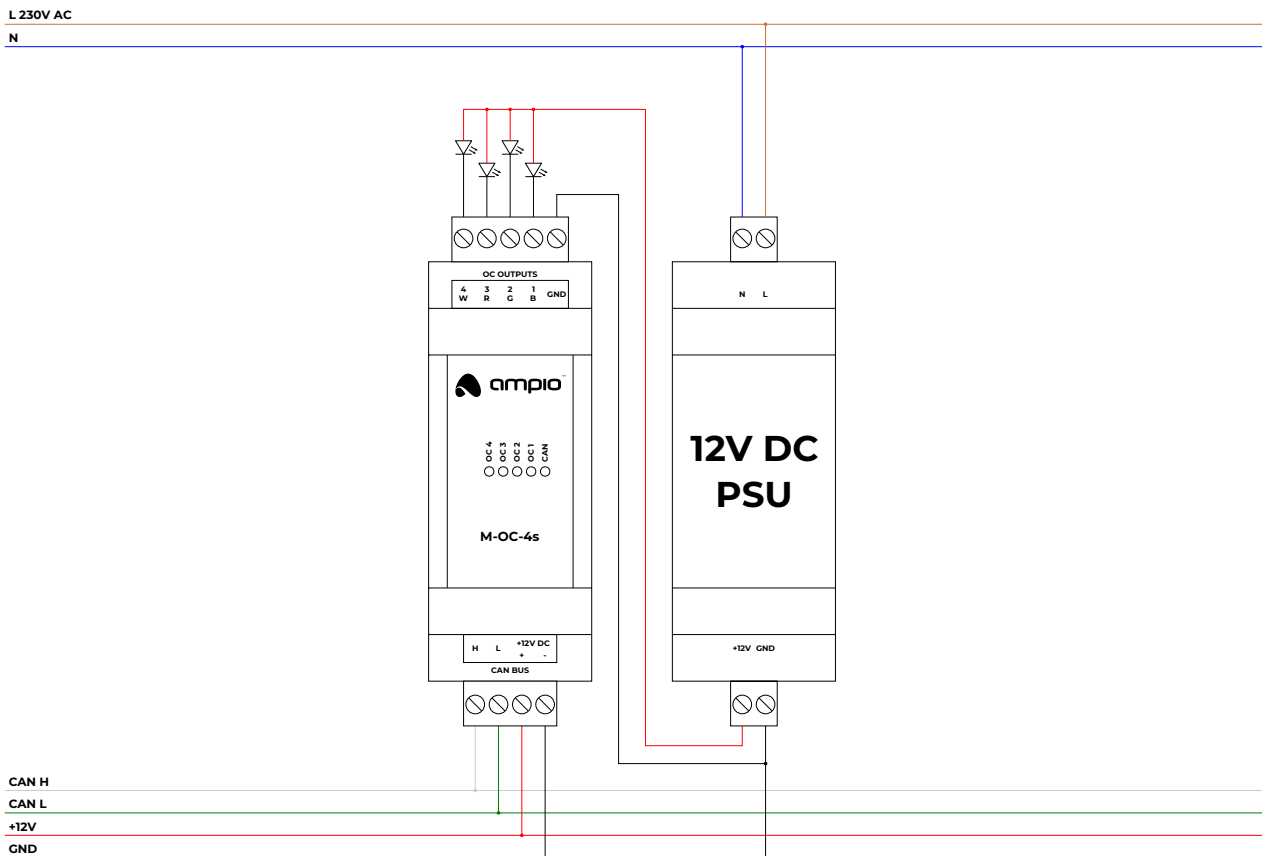 L 230V AC
N
OC OUTPUTS
4 3 2 1 GND
W R G B
N L
ampio™
OC 4 OC 3 OC 2 OC 1 CAN
12V DC
PSU
M-OC-4s
H L +12V DC
+ -
CAN BUS
+12V GND
CAN H
CAN L
+12V
GND